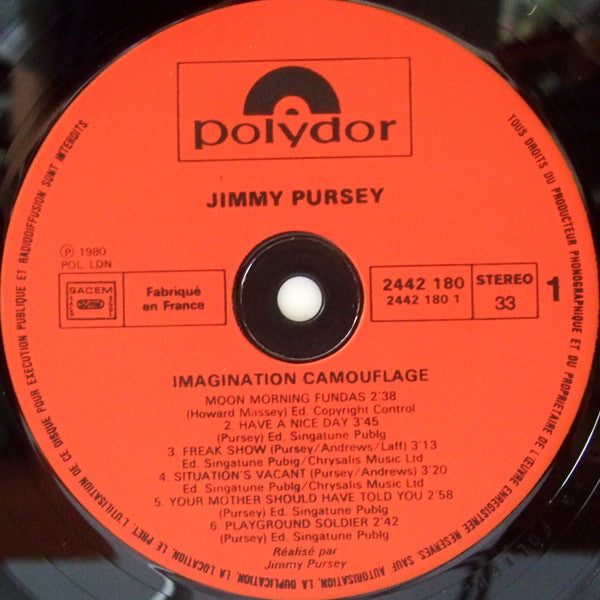 polydor
JIMMY PURSEY
℗ 1980
POL. LDN
SACEM
Fabriqué
en France
2442 180
2442 180 1
STEREO
33
1
IMAGINATION CAMOUFLAGE
MOON MORNING FUNDAS 2'38
(Howard Massey) Ed. Copyright Control
2. HAVE A NICE DAY 3'45
(Pursey) Ed. Singatune Publg
3. FREAK SHOW (Pursey/Andrews/Laff) 3'13
Ed. Singatune Publg/Chrysalis Music Ltd
4. SITUATION'S VACANT (Pursey/Andrews) 3'20
Ed. Singatune Publg/Chrysalis Music Ltd
5. YOUR MOTHER SHOULD HAVE TOLD YOU 2'58
(Pursey) Ed. Singatune Publg
6. PLAYGROUND SOLDIER 2'42
(Pursey) Ed. Singatune Publg
Réalisé par
Jimmy Pursey
TOUS DROITS DU PRODUCTEUR PHONOGRAPHIQUE ET DU PROPRIETAIRE DE L'ŒUVRE ENREGISTREE RESERVES. SAUF AUTORISATION, LA DUPLICATION, LA LOCATION, LE PRET, L'UTILISATION DE CE DISQUE POUR EXECUTION PUBLIQUE ET RADIODIFFUSION SONT INTERDITS.